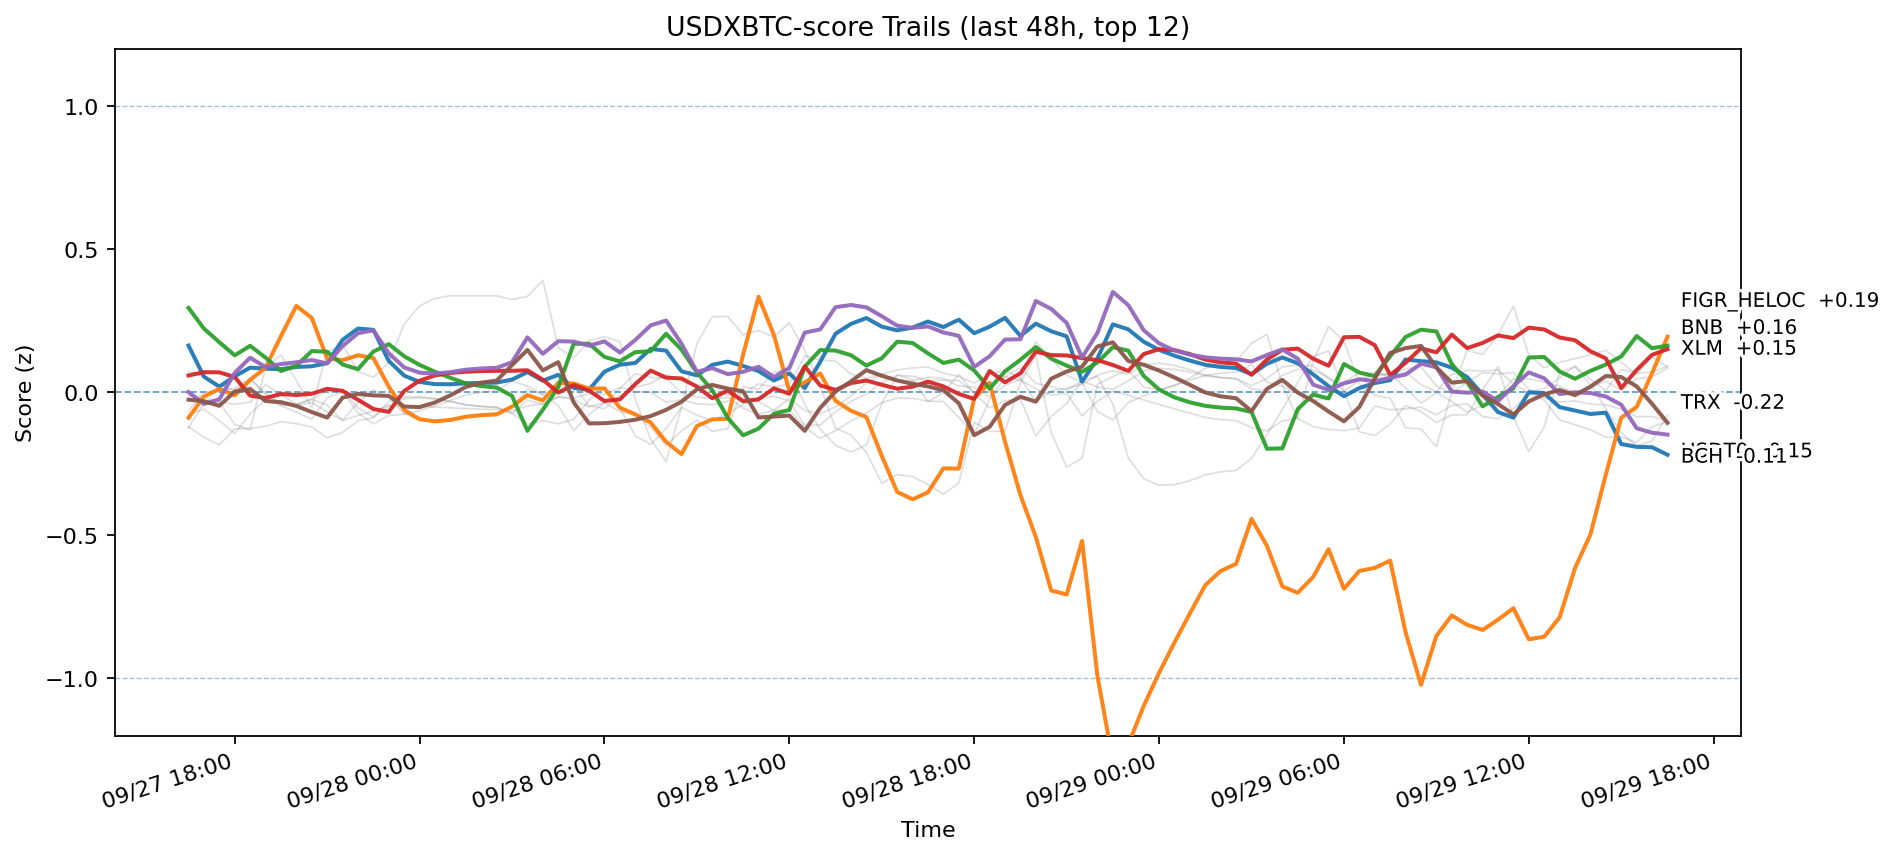 USDXBTC-score Trails (last 48h, top 12)
Score (z)
1.0
0.5
0.0
−0.5
−1.0
FIGR_HELOC +0.19
BNB +0.16
XLM +0.15
TRX -0.22
BCH -0.11
09/27 18:00
09/28 00:00
09/28 06:00
09/28 12:00
09/28 18:00
09/29 00:00
09/29 06:00
09/29 12:00
09/29 18:00
Time